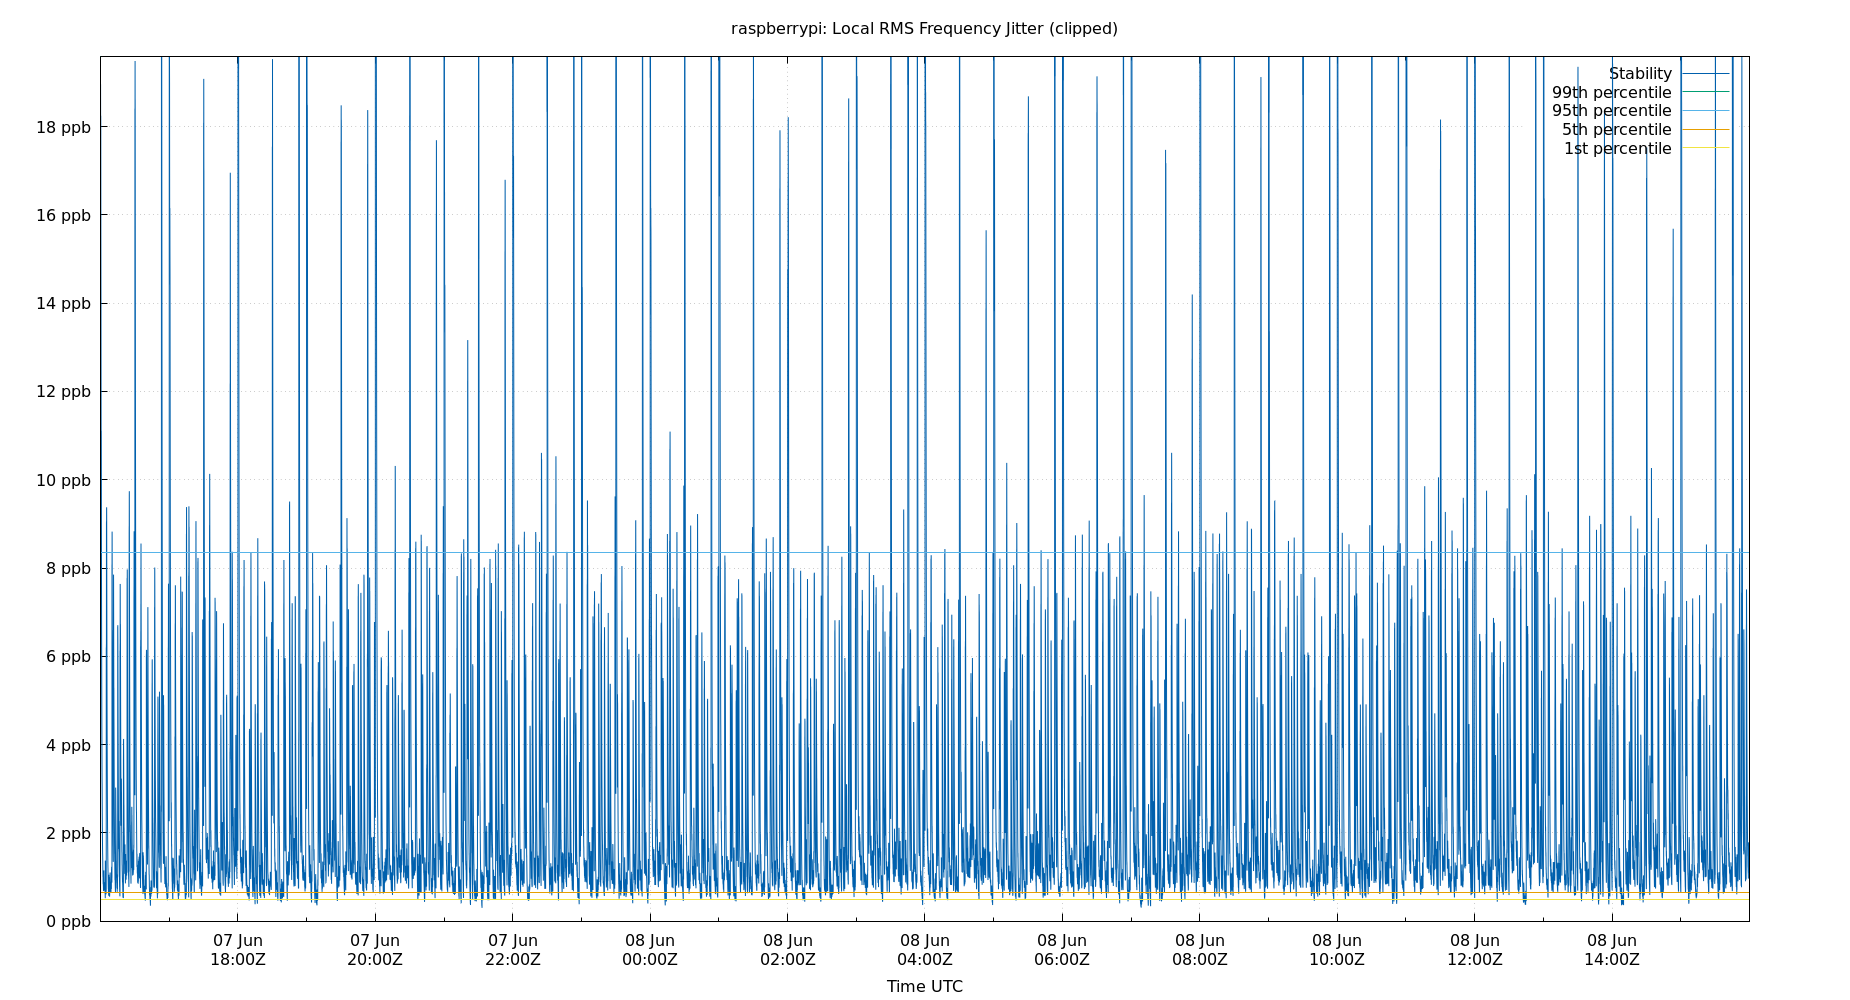 raspberrypi: Local RMS Frequency Jitter (clipped)
Stability
99th percentile
95th percentile
5th percentile
1st percentile
18 ppb
16 ppb
14 ppb
12 ppb
10 ppb
8 ppb
6 ppb
4 ppb
2 ppb
0 ppb
07 Jun 07 Jun 07 Jun 08 Jun 08 Jun 08 Jun 08 Jun 08 Jun 08 Jun 08 Jun 08 Jun
18:00Z 20:00Z 22:00Z 00:00Z 02:00Z 04:00Z 06:00Z 08:00Z 10:00Z 12:00Z 14:00Z
Time UTC